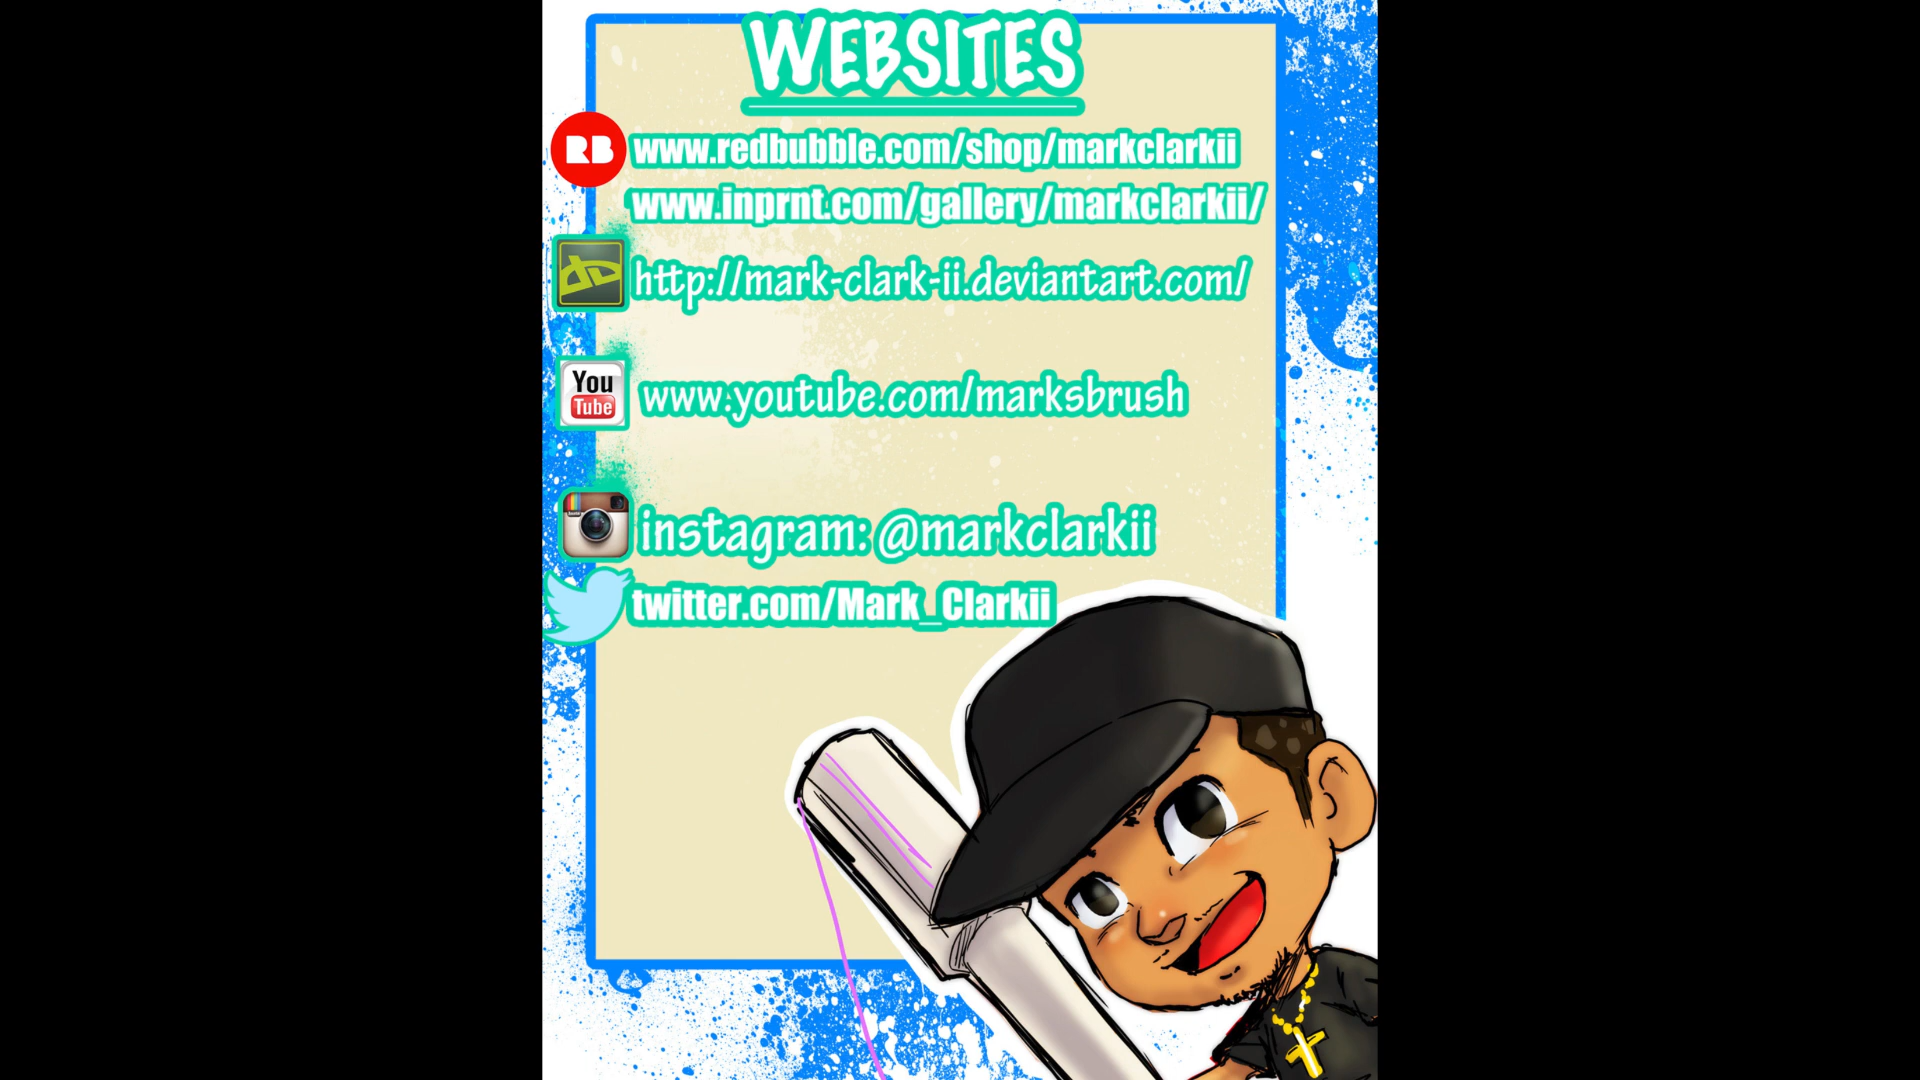 WEBSITES
RB www.redbubble.com/shop/markclarkii
www.inprnt.com/gallery/markclarkii/
dA http://mark-clark-ii.deviantart.com/
You
Tube
www.youtube.com/marksbrush
instagram: @markclarkii
twitter.com/Mark_Clarkii